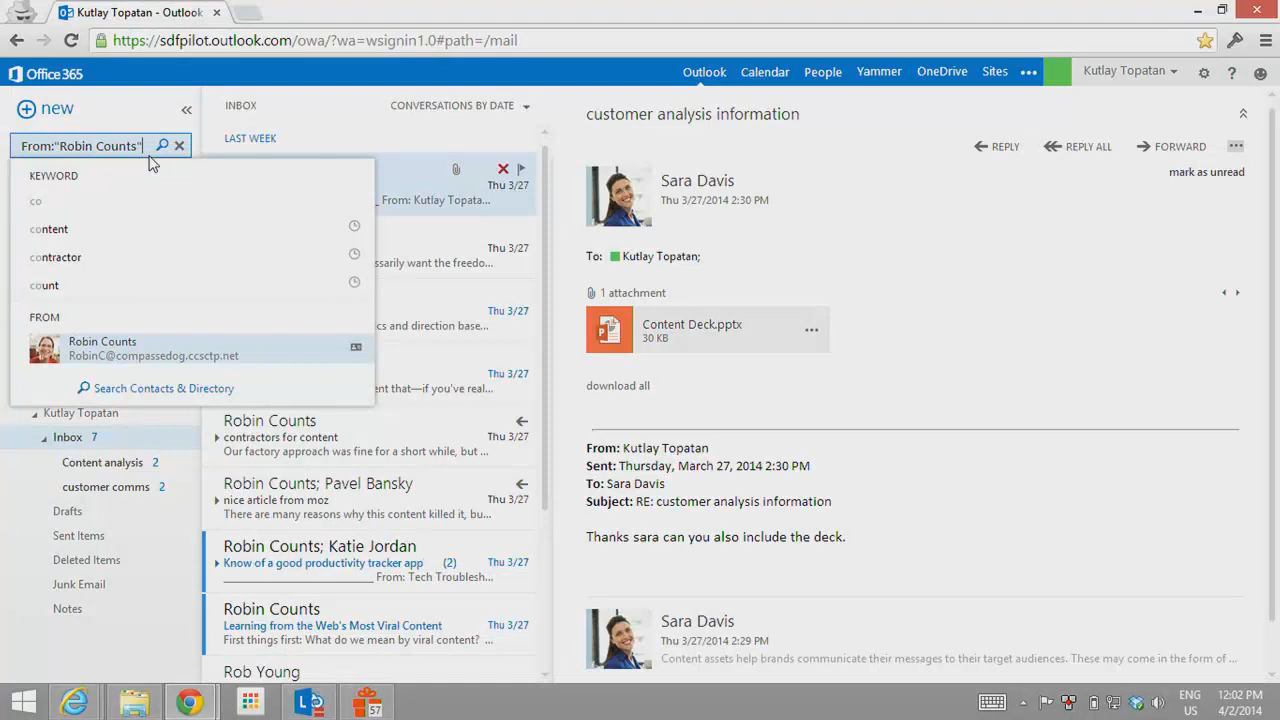 Kutlay Topatan - Outlook ×
https://sdfpilot.outlook.com/owa/?wa=wsignin1.0#path=/mail
Office 365
Outlook Calendar People Yammer OneDrive Sites ••• Kutlay Topatan ?
new
«
From:"Robin Counts"
KEYWORD
co
content
contractor
count
FROM
Robin Counts
RobinC@compassedog.ccsctp.net
Search Contacts & Directory
Kutlay Topatan
Inbox 7
Content analysis 2
customer comms 2
Drafts
Sent Items
Deleted Items
Junk Email
Notes
INBOX CONVERSATIONS BY DATE
LAST WEEK
Thu 3/27
_ From: Kutlay Topata...
Thu 3/27
ssarily want the freedo...
Thu 3/27
ics and direction base...
Thu 3/27
ent that—if you've real...
Robin Counts
contractors for content Thu 3/27
Our factory approach was fine for a short while, but ...
Robin Counts; Pavel Bansky
nice article from moz Thu 3/27
There are many reasons why this content killed it, bu...
Robin Counts; Katie Jordan
Know of a good productivity tracker app (2) Thu 3/27
________________________ From: Tech Troublesh...
Robin Counts
Learning from the Web's Most Viral Content Thu 3/27
First things first: What do we mean by viral content? ...
Rob Young
customer analysis information
REPLY REPLY ALL FORWARD •••
mark as unread
Sara Davis
Thu 3/27/2014 2:30 PM
To: Kutlay Topatan;
1 attachment
Content Deck.pptx •••
30 KB
download all
From: Kutlay Topatan
Sent: Thursday, March 27, 2014 2:30 PM
To: Sara Davis
Subject: RE: customer analysis information
Thanks sara can you also include the deck.
Sara Davis
Thu 3/27/2014 2:29 PM
Content assets help brands communicate their messages to their target audiences. These may come in the form of ...
57
ENG
US
12:02 PM
4/2/2014